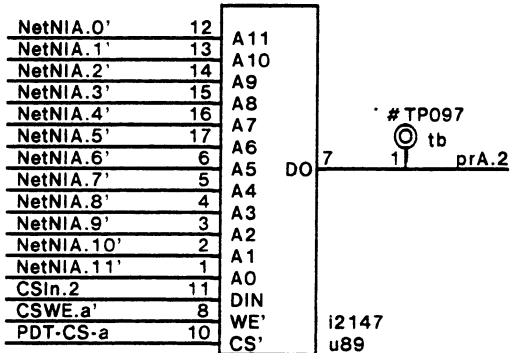 NetNIA.0' 12 A11
NetNIA.1' 13 A10
NetNIA.2' 14 A9
NetNIA.3' 15 A8
NetNIA.4' 16 A7
NetNIA.5' 17 A6
NetNIA.6' 6 A5
NetNIA.7' 5 A4
NetNIA.8' 4 A3
NetNIA.9' 3 A2
NetNIA.10' 2 A1
NetNIA.11' 1 A0
CSIn.2 11 DIN
CSWE.a' 8 WE'
PDT-CS-a 10 CS'
DO 7 1 prA.2
#TP097
tb
i2147
u89